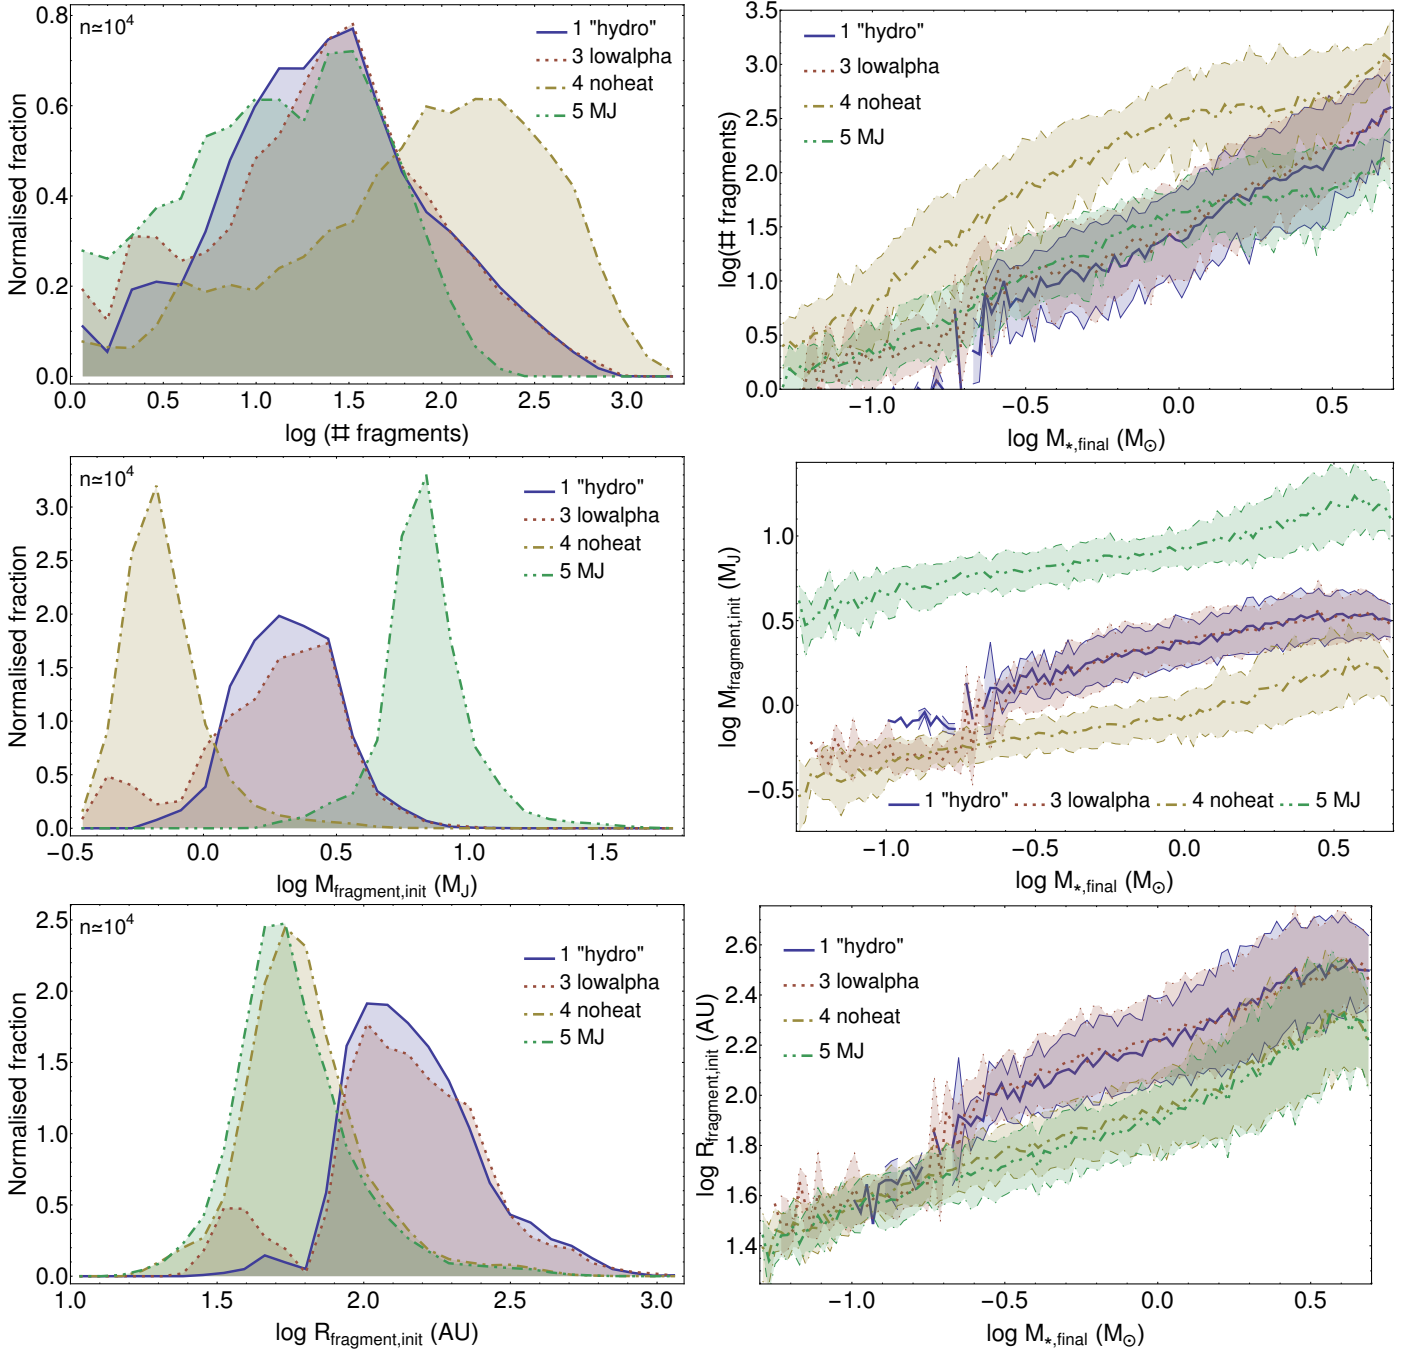 n≃10⁴
1 "hydro"
3 lowalpha
4 noheat
5 MJ
Normalised fraction
0.8
0.6
0.4
0.2
0.0
0.0 0.5 1.0 1.5 2.0 2.5 3.0
log (# fragments)
1 "hydro"
3 lowalpha
4 noheat
5 MJ
log(# fragments)
3.5
3.0
2.5
2.0
1.5
1.0
0.5
0.0
−1.0 −0.5 0.0 0.5
log M*,final (M⊙)
n≃10⁴
1 "hydro"
3 lowalpha
4 noheat
5 MJ
Normalised fraction
3.0
2.5
2.0
1.5
1.0
0.5
0.0
−0.5 0.0 0.5 1.0 1.5
log Mfragment,init (MJ)
log Mfragment,init (MJ)
1.0
0.5
0.0
−0.5
1 "hydro" 3 lowalpha 4 noheat 5 MJ
−1.0 −0.5 0.0 0.5
log M*,final (M⊙)
n≃10⁴
1 "hydro"
3 lowalpha
4 noheat
5 MJ
Normalised fraction
2.5
2.0
1.5
1.0
0.5
0.0
1.0 1.5 2.0 2.5 3.0
log Rfragment,init (AU)
1 "hydro"
3 lowalpha
4 noheat
5 MJ
log Rfragment,init (AU)
2.6
2.4
2.2
2.0
1.8
1.6
1.4
−1.0 −0.5 0.0 0.5
log M*,final (M⊙)